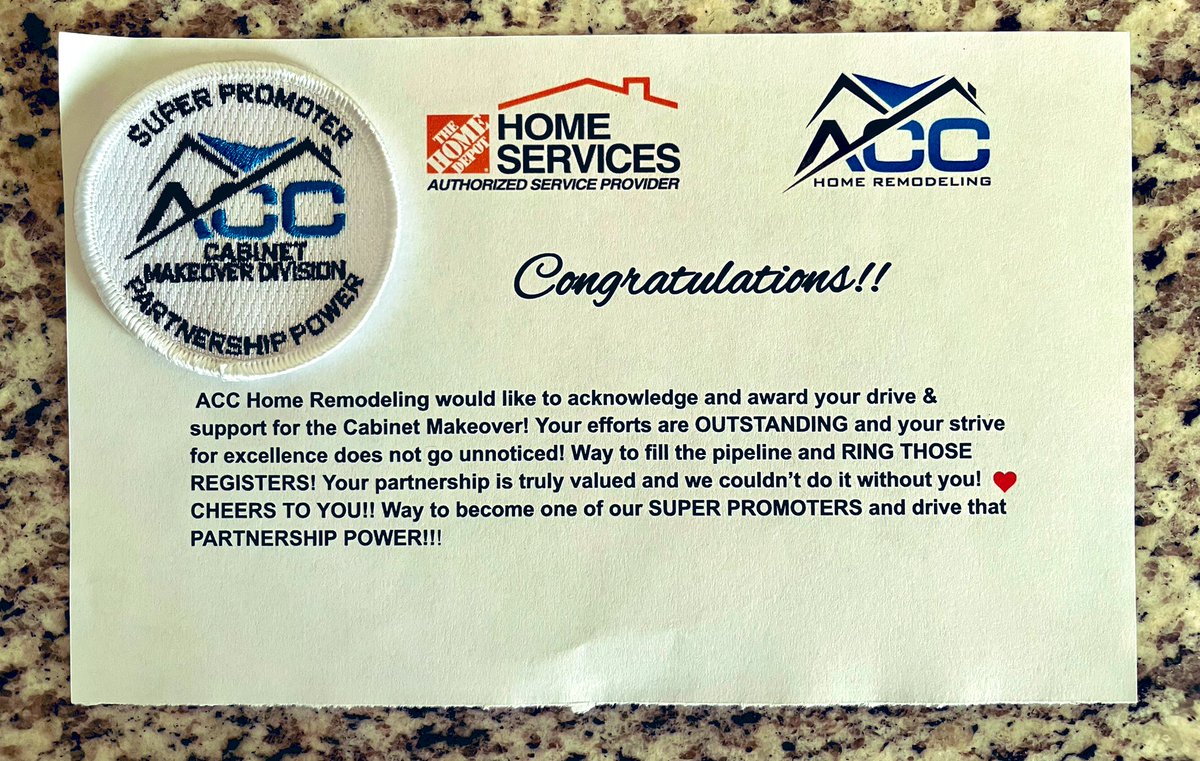 SUPER PROMOTER
ACC
CABINET
MAKEOVER DIVISION
PARTNERSHIP POWER
THE
HOME
DEPOT
HOME
SERVICES
AUTHORIZED SERVICE PROVIDER
ACC
HOME REMODELING
Congratulations!!
ACC Home Remodeling would like to acknowledge and award your drive &
support for the Cabinet Makeover! Your efforts are OUTSTANDING and your strive
for excellence does not go unnoticed! Way to fill the pipeline and RING THOSE
REGISTERS! Your partnership is truly valued and we couldn't do it without you! ♥
CHEERS TO YOU!! Way to become one of our SUPER PROMOTERS and drive that
PARTNERSHIP POWER!!!